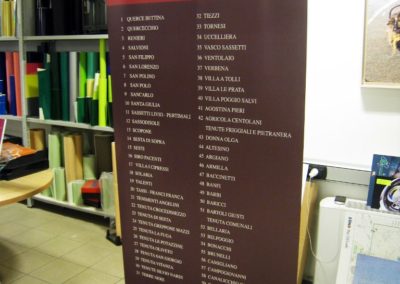 1 QUERCE BETTINA
2 QUERCECCHIO
3 RENIERI
4 SALVIONI
5 SAN FILIPPO
6 SAN LORENZO
7 SAN POLINO
8 SAN POLO
9 SANCARLO
10 SANTA GIULIA
11 SASSETTI LIVIO - PERTIMALI
12 SASSODISOLE
13 SCOPONE
14 SESTA DI SOPRA
15 SESTI
16 SIRO PACENTI
17 VILLA I CIPRESSI
18 SOLARIA
19 TALENTI
20 TASSI - FRANCI FRANCA
21 TENIMENTI ANGELINI
22 TENUTA CROCEDIMEZZO
23 TENUTA DI SESTA
24 TENUTA GREPPONE MAZZI
25 TENUTA LA FUGA
26 TENUTA LE POTAZZINE
27 TENUTA OLIVETO
28 TENUTA SAN GIORGIO
29 TENUTA VITANZA
30 TENUTE SILVIO NARDI
31 TERRE NERE
32 TIEZZI
33 TORNESI
34 UCCELLIERA
35 VASCO SASSETTI
36 VENTOLAIO
37 VERBENA
38 VILLA A TOLLI
39 VILLA LE PRATA
40 VILLA POGGIO SALVI
41 AGOSTINA PIERI
42 AGRICOLA CENTOLANI
TENUTE FRIGGIALI E PIETRANERA
43 DONNA OLGA
44 ALTESINO
45 ARGIANO
46 ARMILLA
47 BACCINETTI
48 BANFI
49 BARBI
50 BARICCI
51 BARTOLI GIUSTI
TENUTA COMUNALI
52 BELLARIA
53 BELPOGGIO
54 BONACCHI
55 BRUNELLI
56 CAMIGLIANO
57 CAMPOGIOVANNI
58 CANALICCHIO